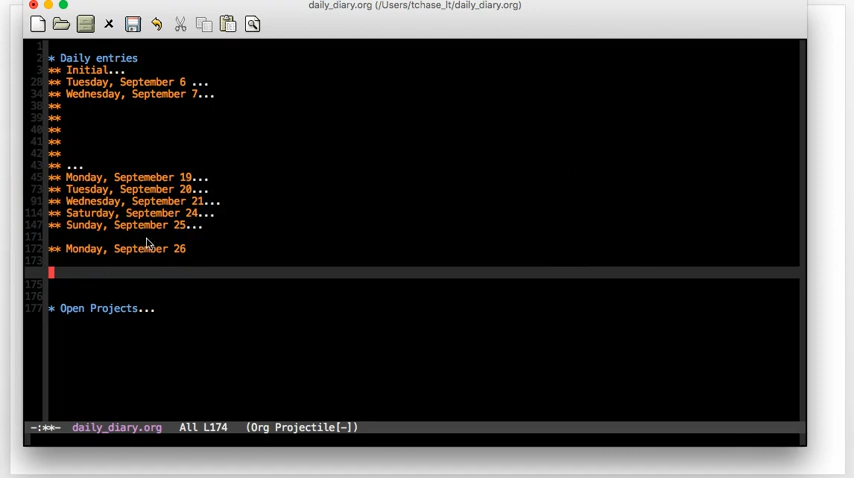 daily_diary.org (/Users/tchase_lt/daily_diary.org)
1
2 * Daily entries
3 ** Initial...
28 ** Tuesday, September 6 ...
34 ** Wednesday, September 7...
38 **
39 **
40 **
41 **
42 **
43 ** ...
45 ** Monday, Septemeber 19...
73 ** Tuesday, September 20...
91 ** Wednesday, September 21...
114 ** Saturday, September 24...
147 ** Sunday, September 25...
171
172 ** Monday, September 26
173
175
176
177 * Open Projects...
-:**- daily_diary.org All L174 (Org Projectile[-])